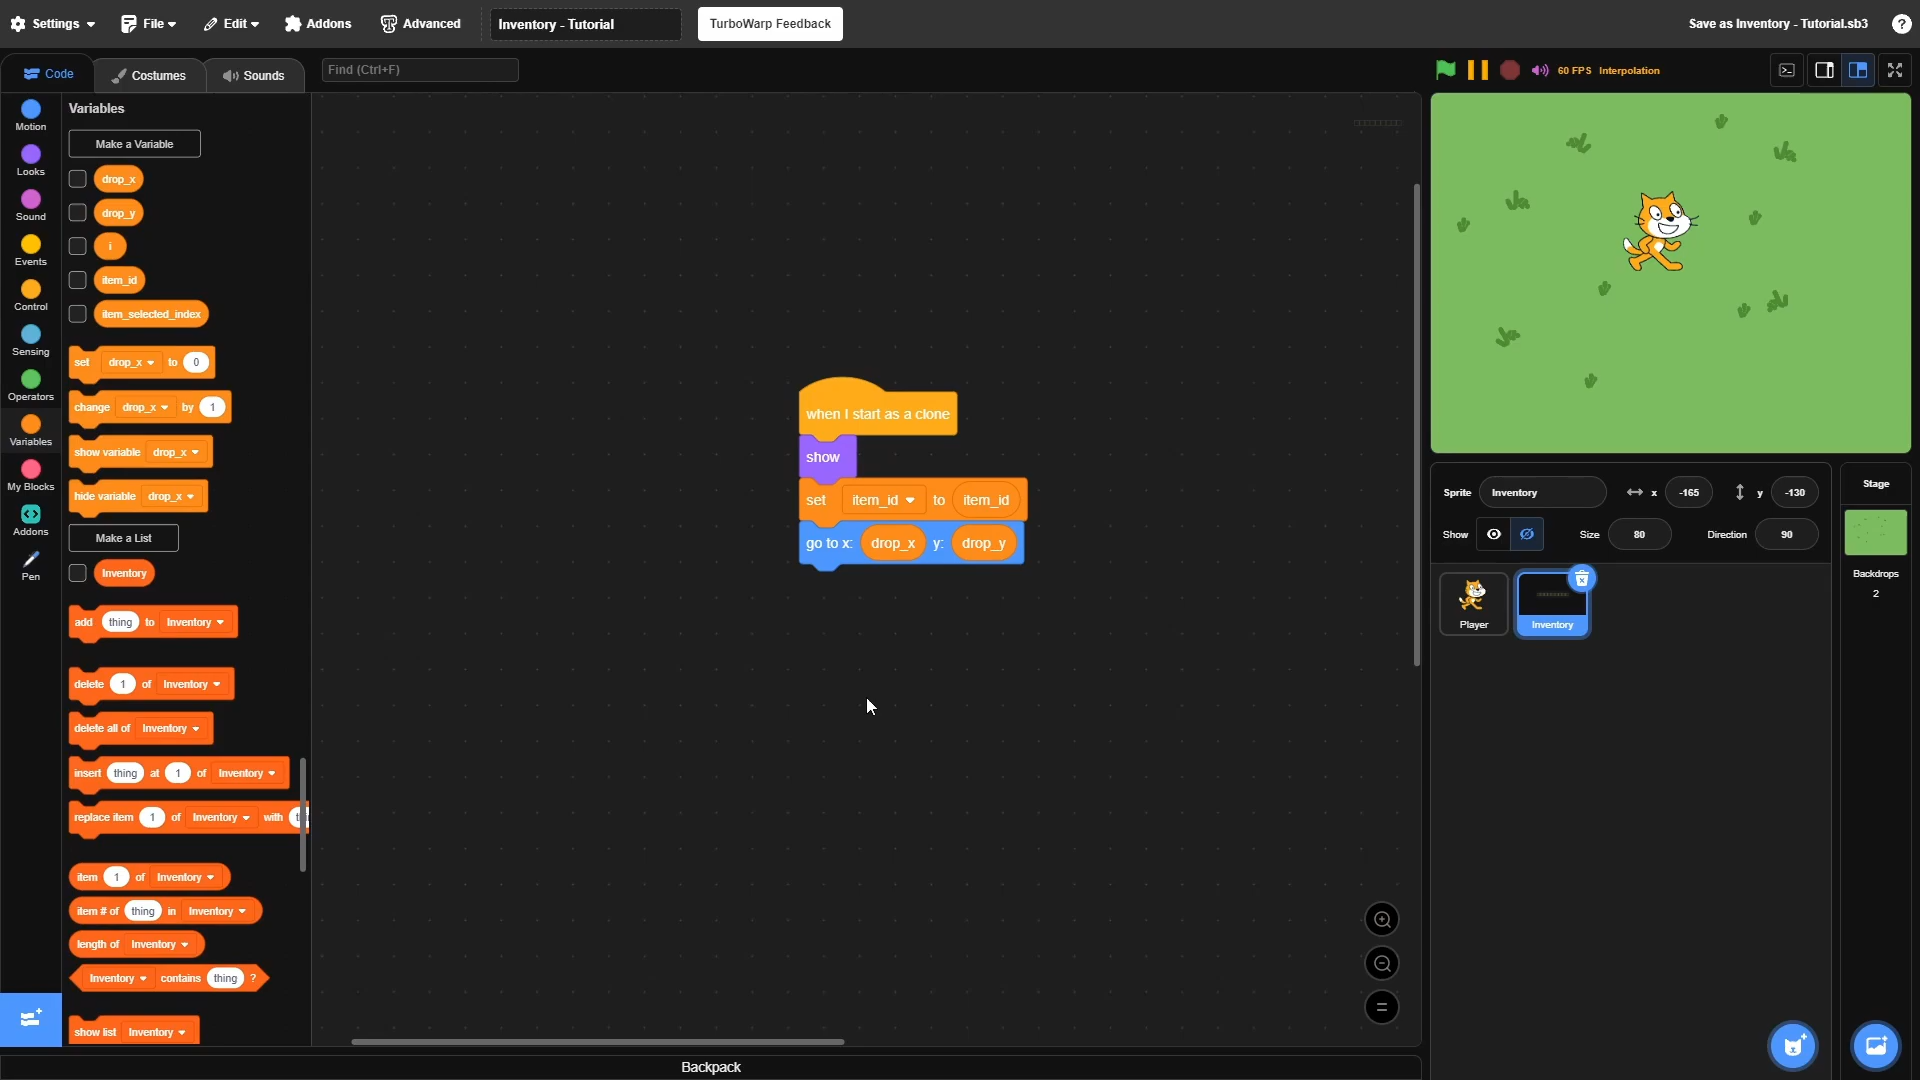 Settings File Edit Addons Advanced Inventory - Tutorial TurboWarp Feedback Save as Inventory - Tutorial.sb3 ?
Code Costumes Sounds Find (Ctrl+F) 60 FPS Interpolation
Motion
Looks
Sound
Events
Control
Sensing
Operators
Variables
My Blocks
Addons
Pen
Variables
Make a Variable
drop_x
drop_y
i
item_id
item_selected_index
set drop_x to 0
change drop_x by 1
show variable drop_x
hide variable drop_x
Make a List
Inventory
add thing to Inventory
delete 1 of Inventory
delete all of Inventory
insert thing at 1 of Inventory
replace item 1 of Inventory with
item 1 of Inventory
item # of thing in Inventory
length of Inventory
Inventory contains thing ?
show list Inventory
when I start as a clone
show
set item_id to item_id
go to x: drop_x y: drop_y
Backpack
Sprite Inventory x -165 y -130
Show Size 80 Direction 90
Player
Inventory
Stage
Backdrops
2